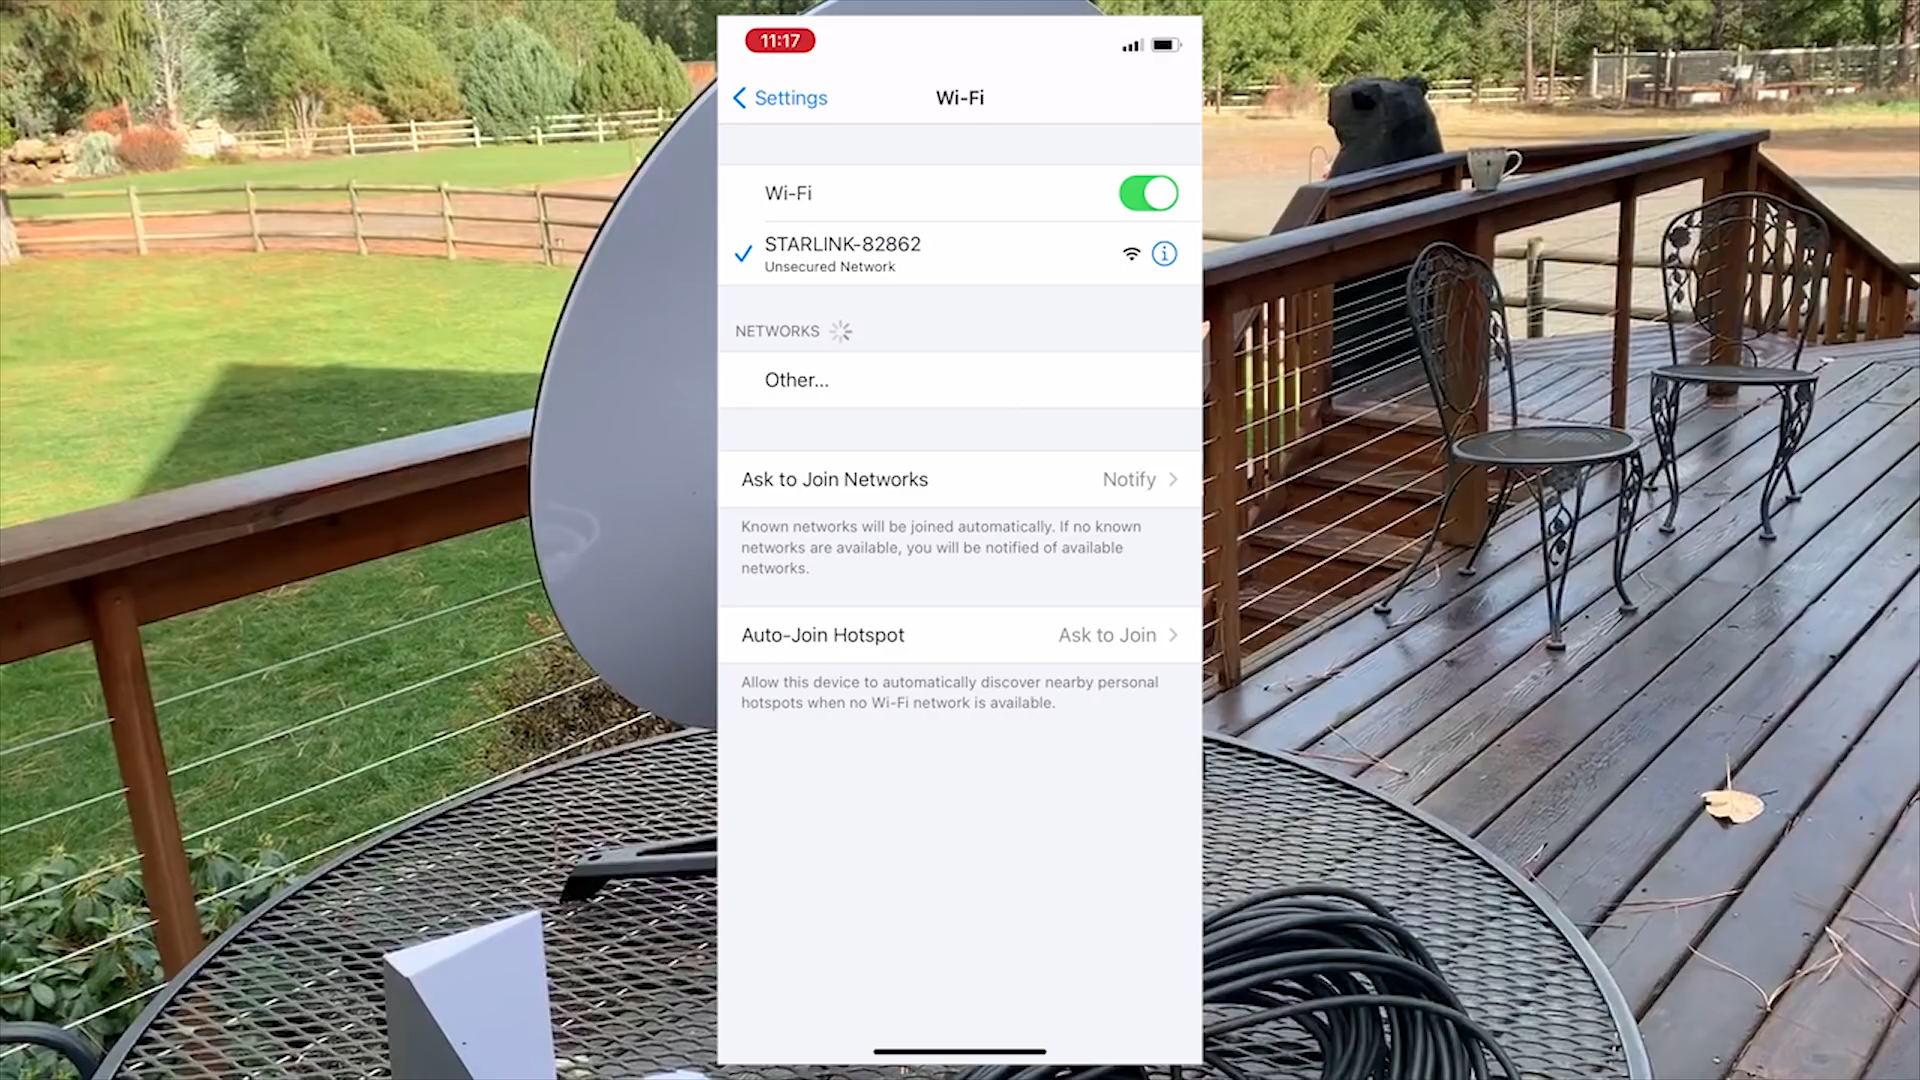 11:17
Settings
Wi-Fi
Wi-Fi
STARLINK-82862
Unsecured Network
NETWORKS
Other...
Ask to Join Networks Notify
Known networks will be joined automatically. If no known
networks are available, you will be notified of available
networks.
Auto-Join Hotspot Ask to Join
Allow this device to automatically discover nearby personal
hotspots when no Wi-Fi network is available.